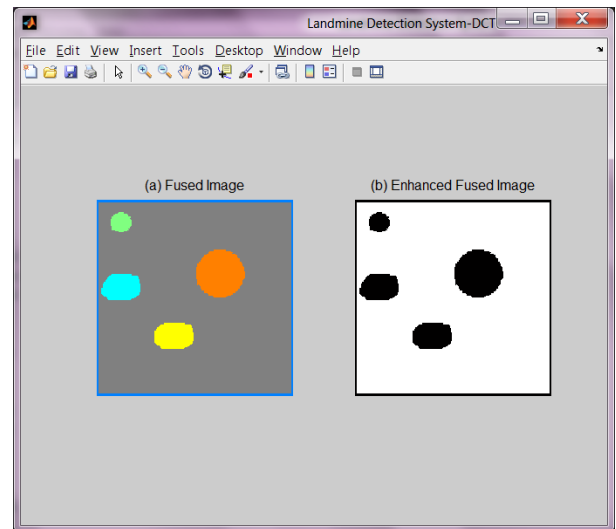 Landmine Detection System-DCT
File Edit View Insert Tools Desktop Window Help
(a) Fused Image
(b) Enhanced Fused Image